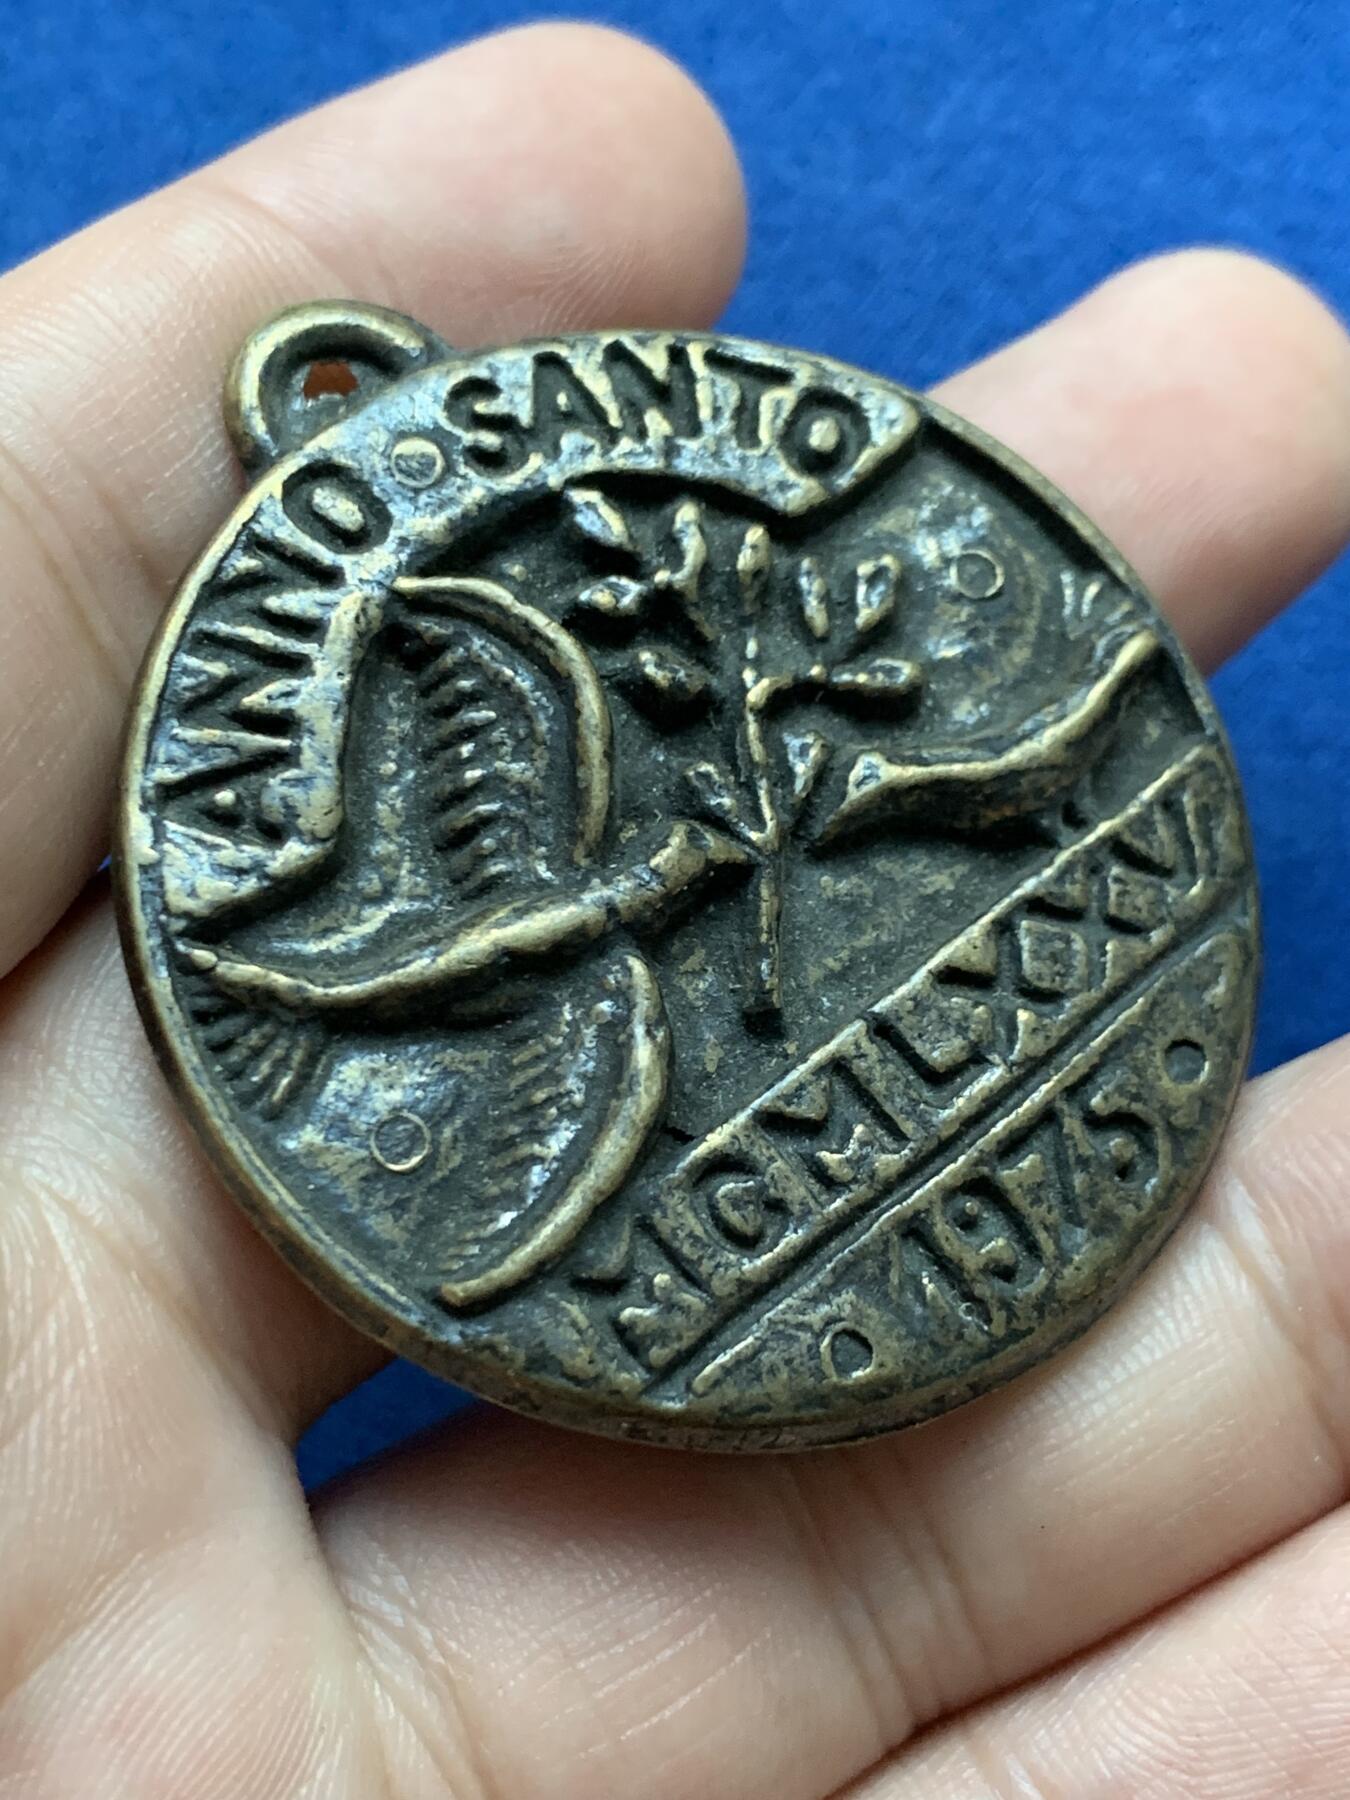 ANNO · SANTO
MCMLXXV
1975